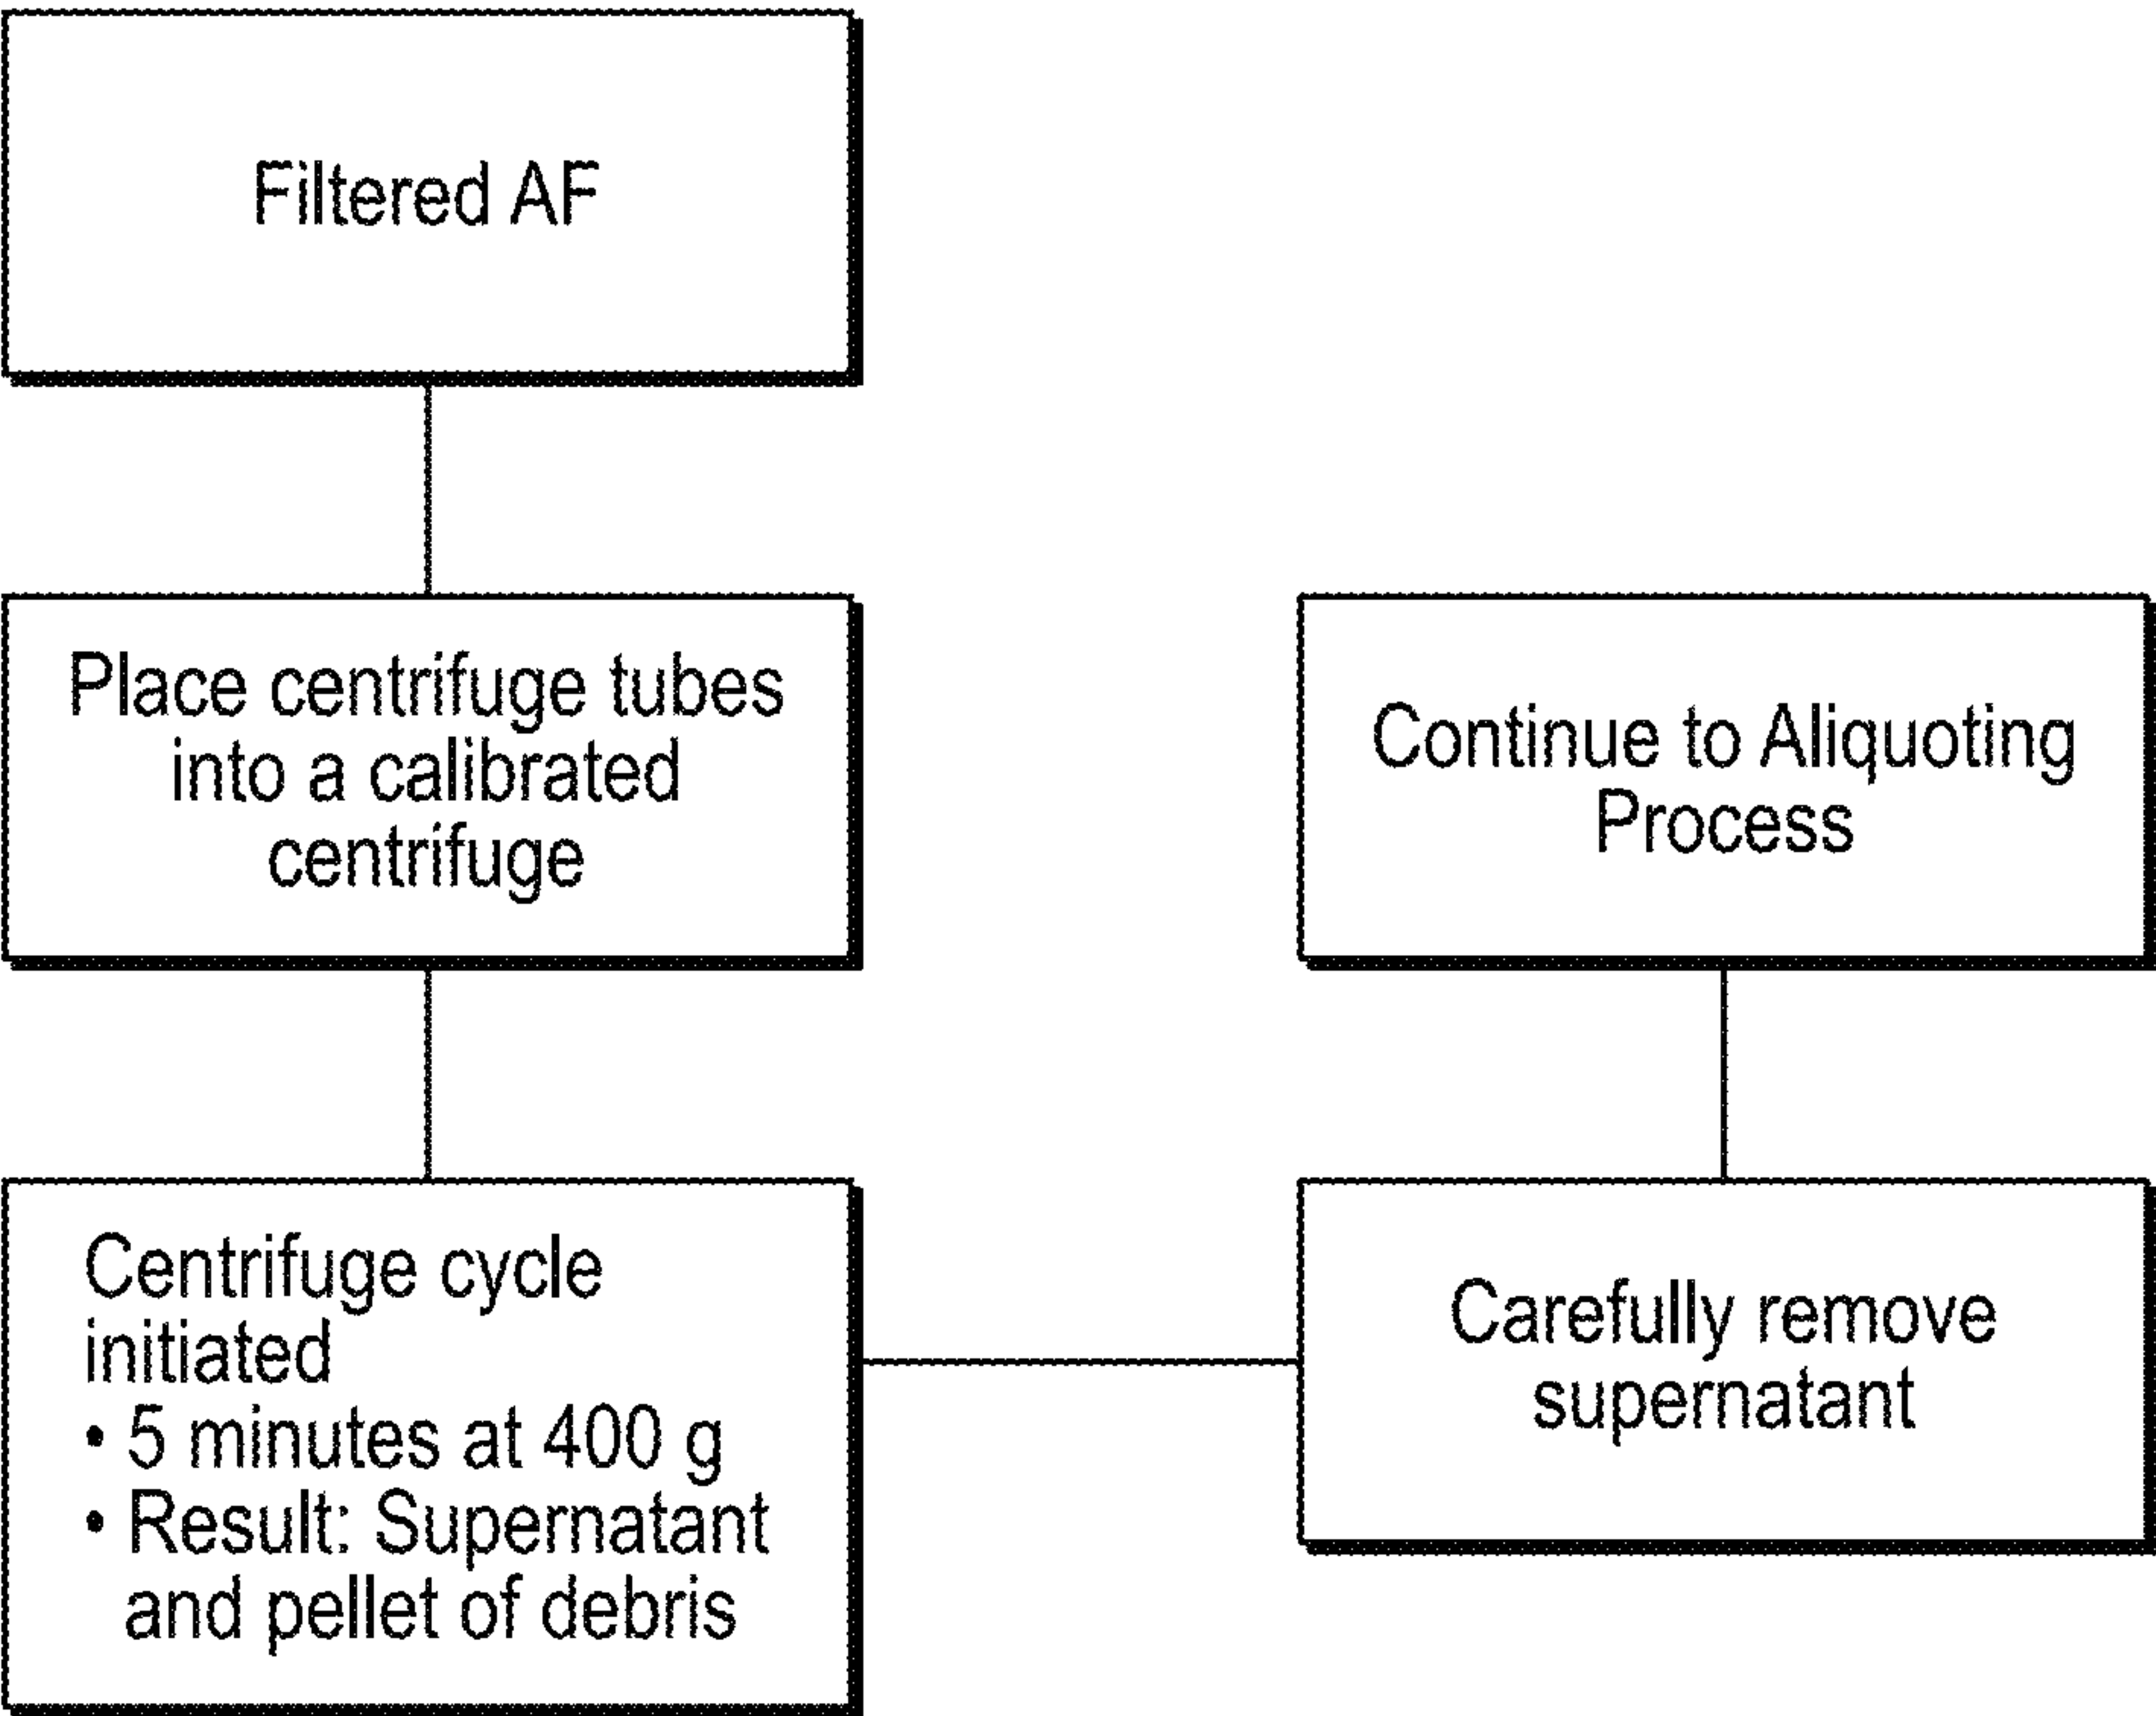 Filtered AF
Place centrifuge tubes
into a calibrated
centrifuge
Centrifuge cycle
initiated
• 5 minutes at 400 g
• Result: Supernatant
and pellet of debris
Carefully remove
supernatant
Continue to Aliquoting
Process